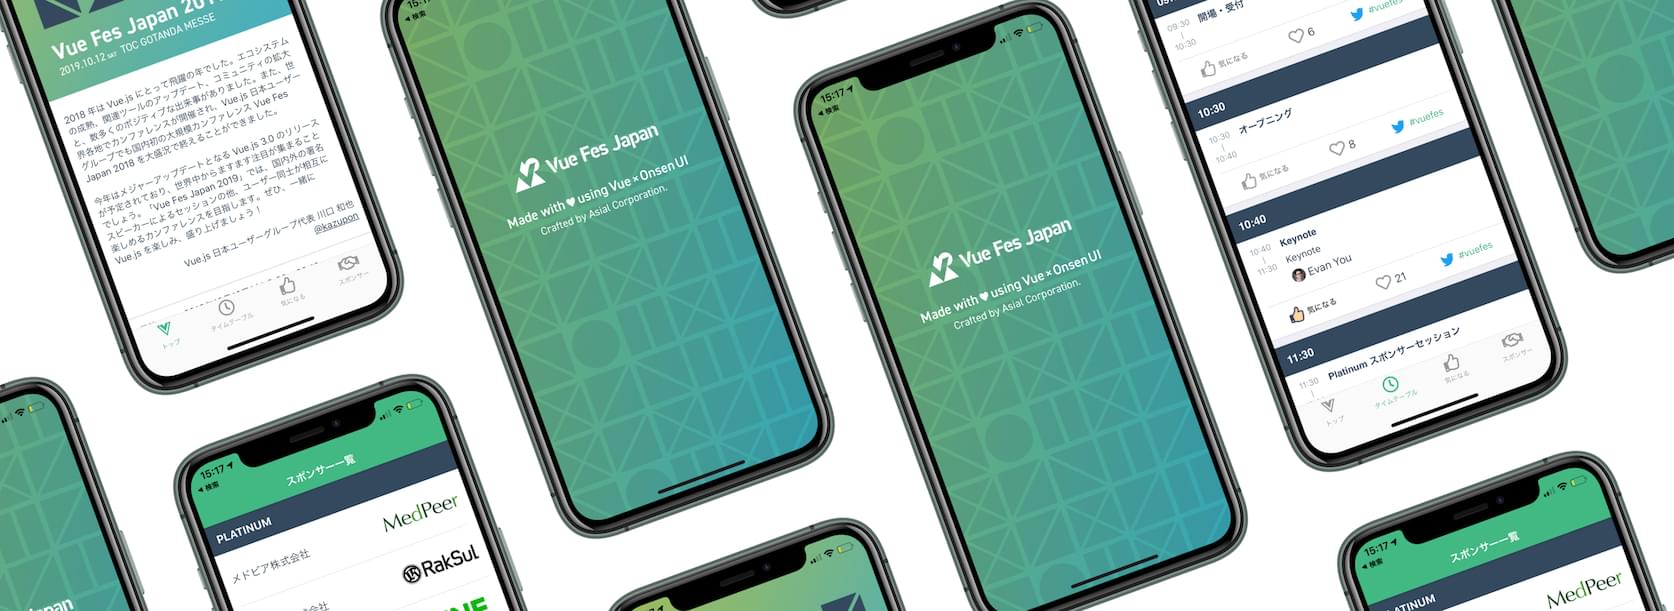 Vue Fes Japan 201
2019.10.12 SAT TOC GOTANDA MESSE
2018 年は Vue.js にとって飛躍の年でした。エコシステム
の成熟、関連ツールのアップデート、コミュニティの拡大
と、数多くのポジティブな出来事がありました。また、世
界各地でカンファレンスが開催され、Vue.js 日本ユーザー
グループでも国内初の大規模カンファレンス Vue Fes
Japan 2018 を大盛況で終えることができました。
今年はメジャーアップデートとなる Vue.js 3.0 のリリース
が予定されており、世界中からますます注目が集まること
でしょう。「Vue Fes Japan 2019」では、国内外の著名
スピーカーによるセッションの他、ユーザー同士が相互に
楽しめるカンファレンスを目指します。ぜひ、一緒に
Vue.js を楽しみ、盛り上げましょう！
Vue.js 日本ユーザーグループ代表 川口 和也
@kazupon
トップ
タイムテーブル
気になる
スポンサー
15:17
◀ 検索
Vue Fes Japan
Made with ♥ using Vue × Onsen UI
Crafted by Asial Corporation.
15:17
◀ 検索
Vue Fes Japan
Made with ♥ using Vue × Onsen UI
Crafted by Asial Corporation.
09:30
|
10:30
開場・受付
気になる
6
#vuefes
10:30
10:30
|
10:40
オープニング
気になる
8
#vuefes
10:40
10:40
|
11:30
Keynote
Keynote
Evan You
気になる
21
#vuefes
11:30
11:30
Platinum スポンサーセッション
トップ
タイムテーブル
気になる
スポンサー
15:17
◀ 検索
スポンサー一覧
PLATINUM
メドピア株式会社
MedPeer
RakSul
15:17
◀ 検索
スポンサー一覧
PLATINUM
MedPeer